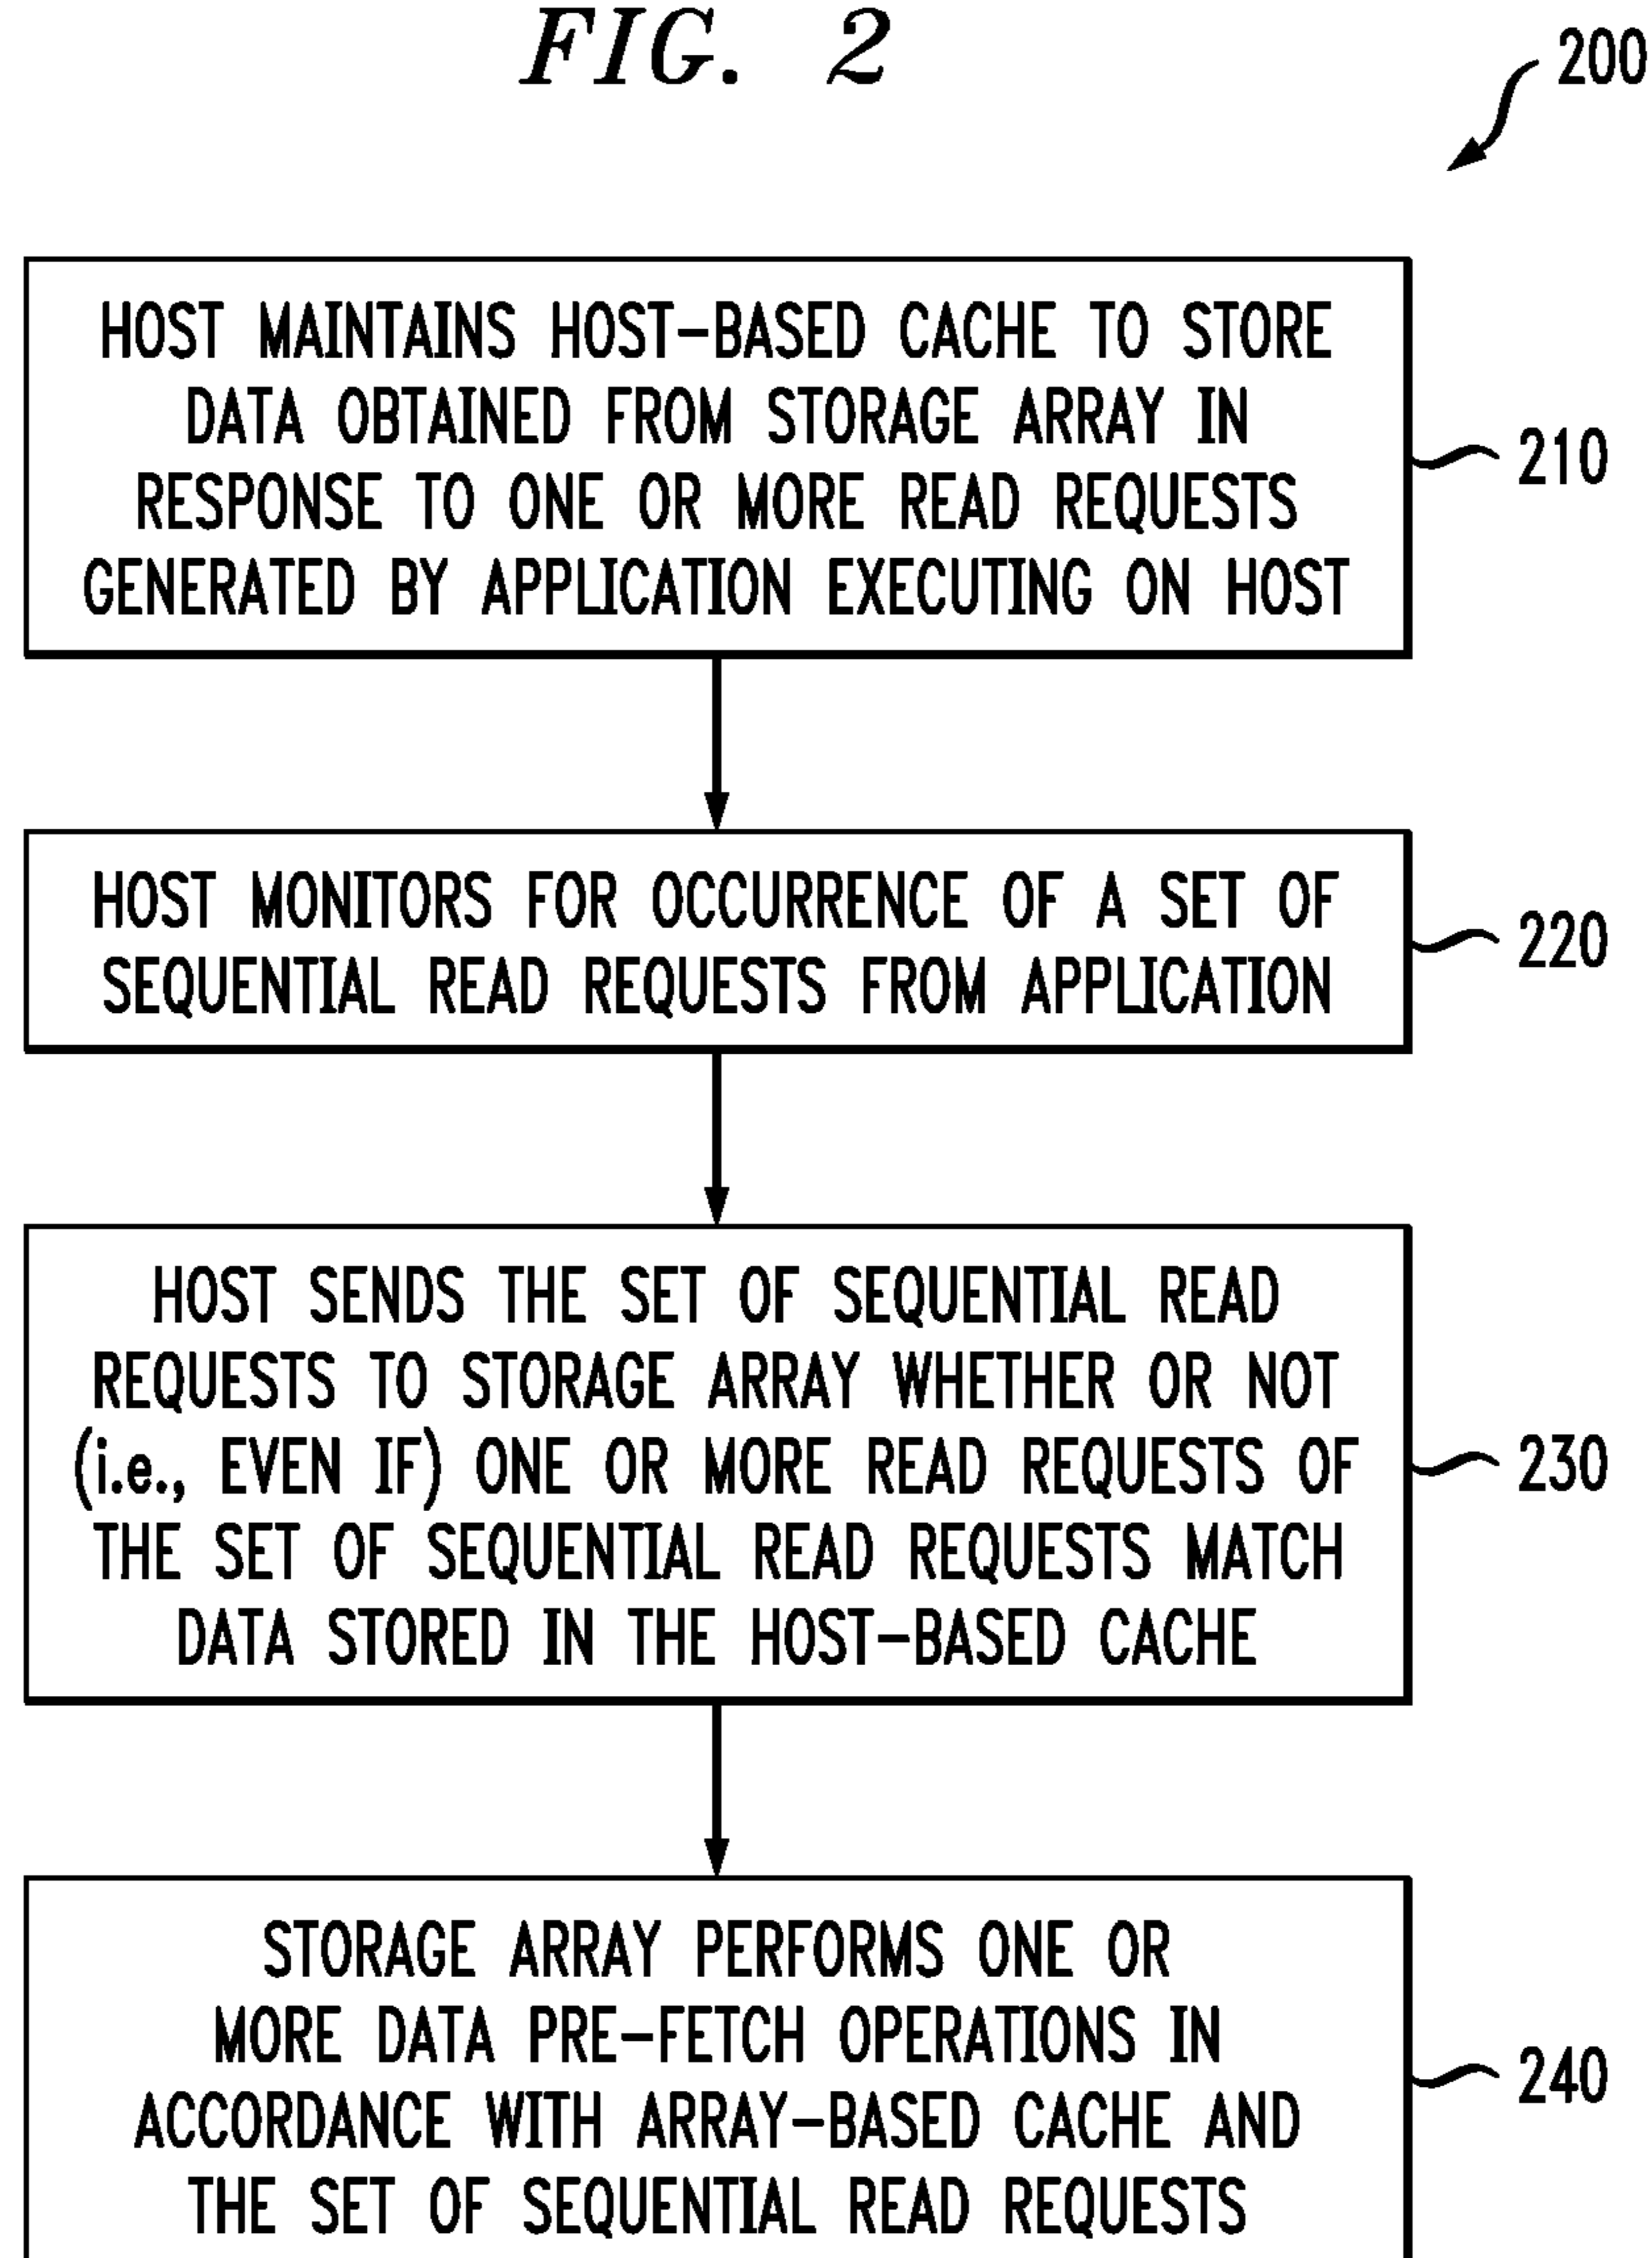 FIG. 2
200
HOST MAINTAINS HOST-BASED CACHE TO STORE
DATA OBTAINED FROM STORAGE ARRAY IN
RESPONSE TO ONE OR MORE READ REQUESTS
GENERATED BY APPLICATION EXECUTING ON HOST
210
HOST MONITORS FOR OCCURRENCE OF A SET OF
SEQUENTIAL READ REQUESTS FROM APPLICATION
220
HOST SENDS THE SET OF SEQUENTIAL READ
REQUESTS TO STORAGE ARRAY WHETHER OR NOT
(i.e., EVEN IF) ONE OR MORE READ REQUESTS OF
THE SET OF SEQUENTIAL READ REQUESTS MATCH
DATA STORED IN THE HOST-BASED CACHE
230
STORAGE ARRAY PERFORMS ONE OR
MORE DATA PRE-FETCH OPERATIONS IN
ACCORDANCE WITH ARRAY-BASED CACHE AND
THE SET OF SEQUENTIAL READ REQUESTS
240